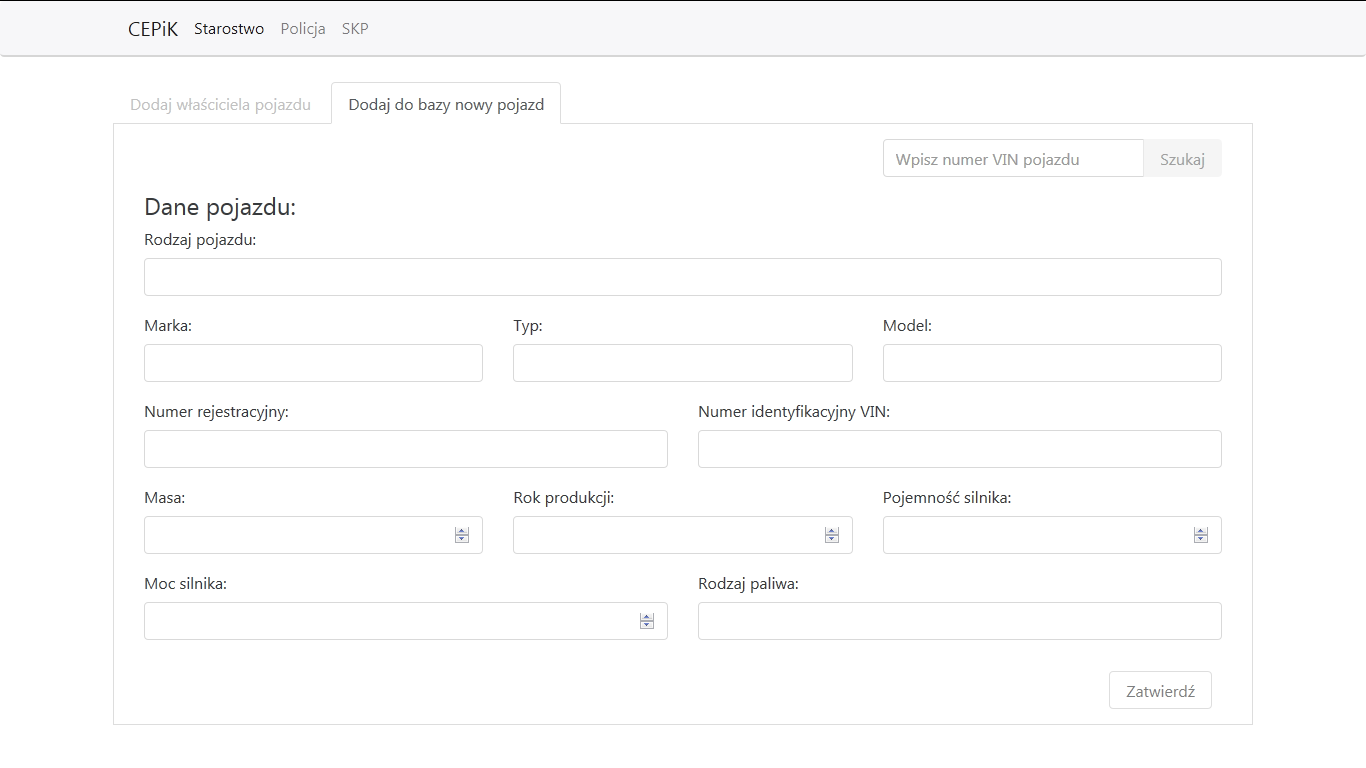 CEPiK Starostwo Policja SKP
Dodaj właściciela pojazdu Dodaj do bazy nowy pojazd
Wpisz numer VIN pojazdu Szukaj
Dane pojazdu:
Rodzaj pojazdu:
Marka: Typ: Model:
Numer rejestracyjny: Numer identyfikacyjny VIN:
Masa: Rok produkcji: Pojemność silnika:
Moc silnika: Rodzaj paliwa:
Zatwierdź